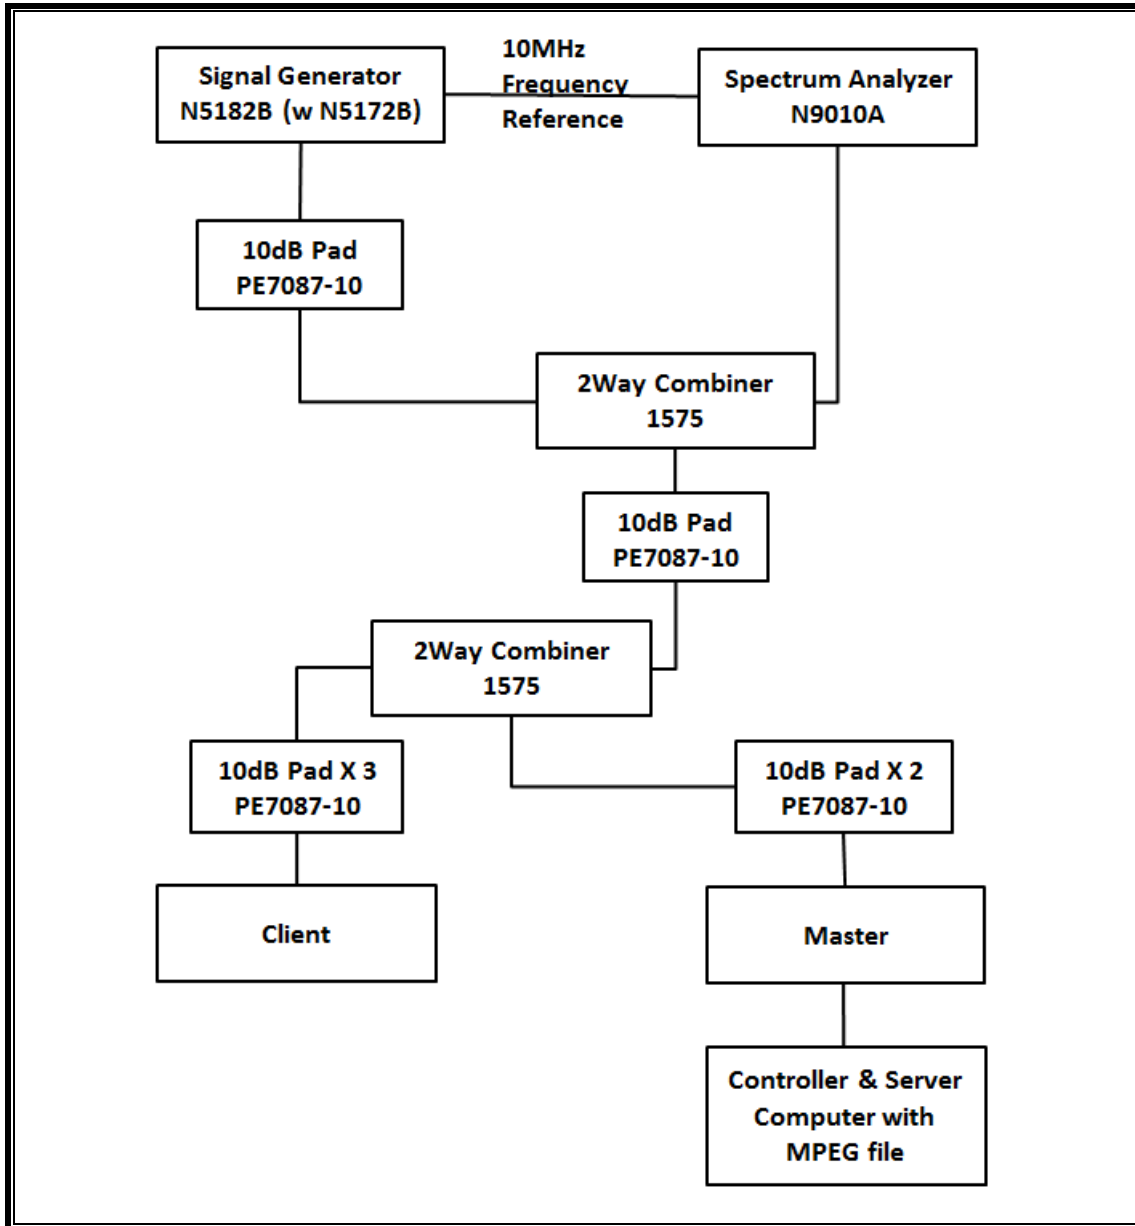 Signal Generator
N5182B (w N5172B)
10MHz
Frequency
Reference
Spectrum Analyzer
N9010A
10dB Pad
PE7087-10
2Way Combiner
1575
10dB Pad
PE7087-10
2Way Combiner
1575
10dB Pad X 3
PE7087-10
10dB Pad X 2
PE7087-10
Client
Master
Controller & Server
Computer with
MPEG file